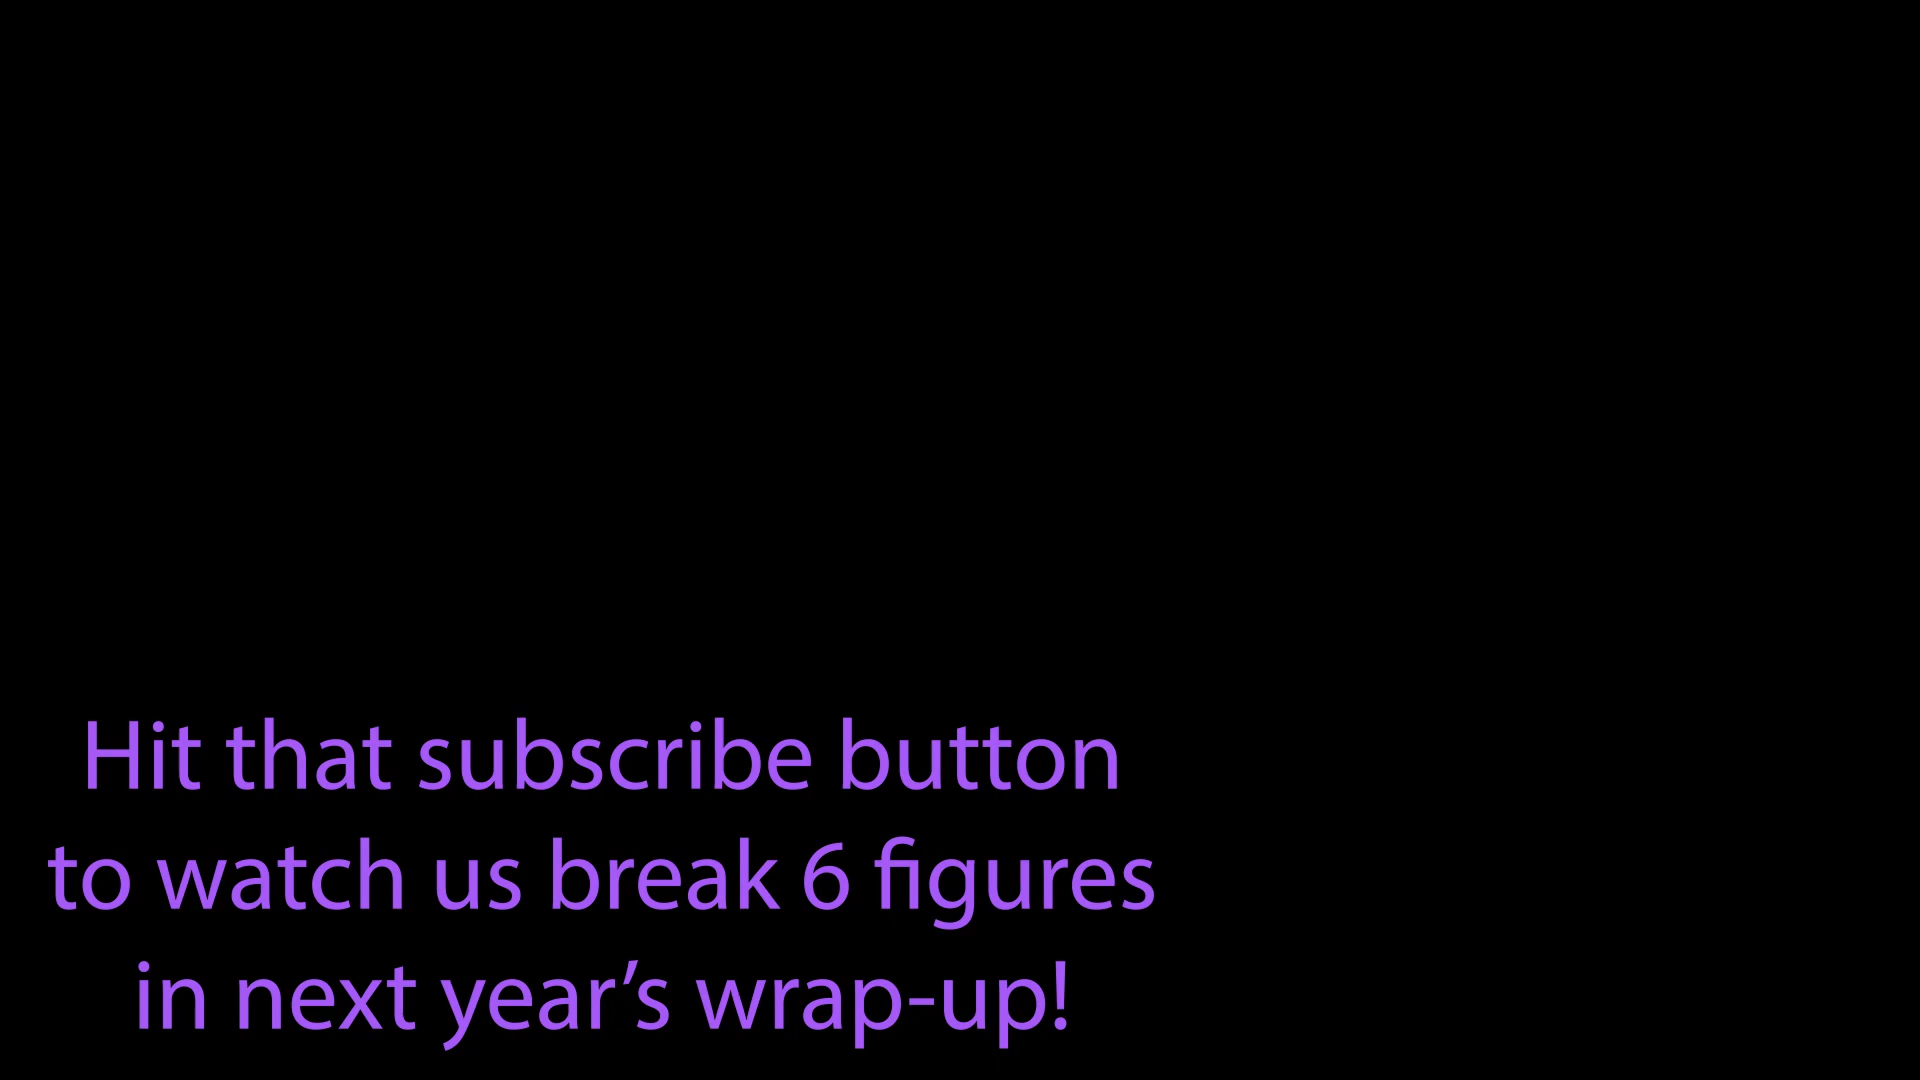 Hit that subscribe button
to watch us break 6 figures
in next year’s wrap-up!